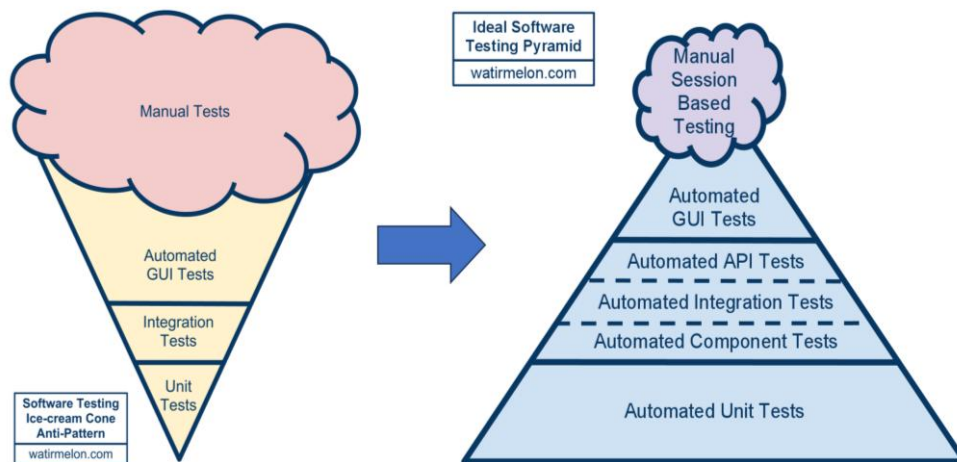 Manual Tests
Automated
GUI Tests
Integration
Tests
Unit
Tests
Software Testing
Ice-cream Cone
Anti-Pattern
watirmelon.com
Ideal Software
Testing Pyramid
watirmelon.com
Manual
Session
Based
Testing
Automated
GUI Tests
Automated API Tests
Automated Integration Tests
Automated Component Tests
Automated Unit Tests